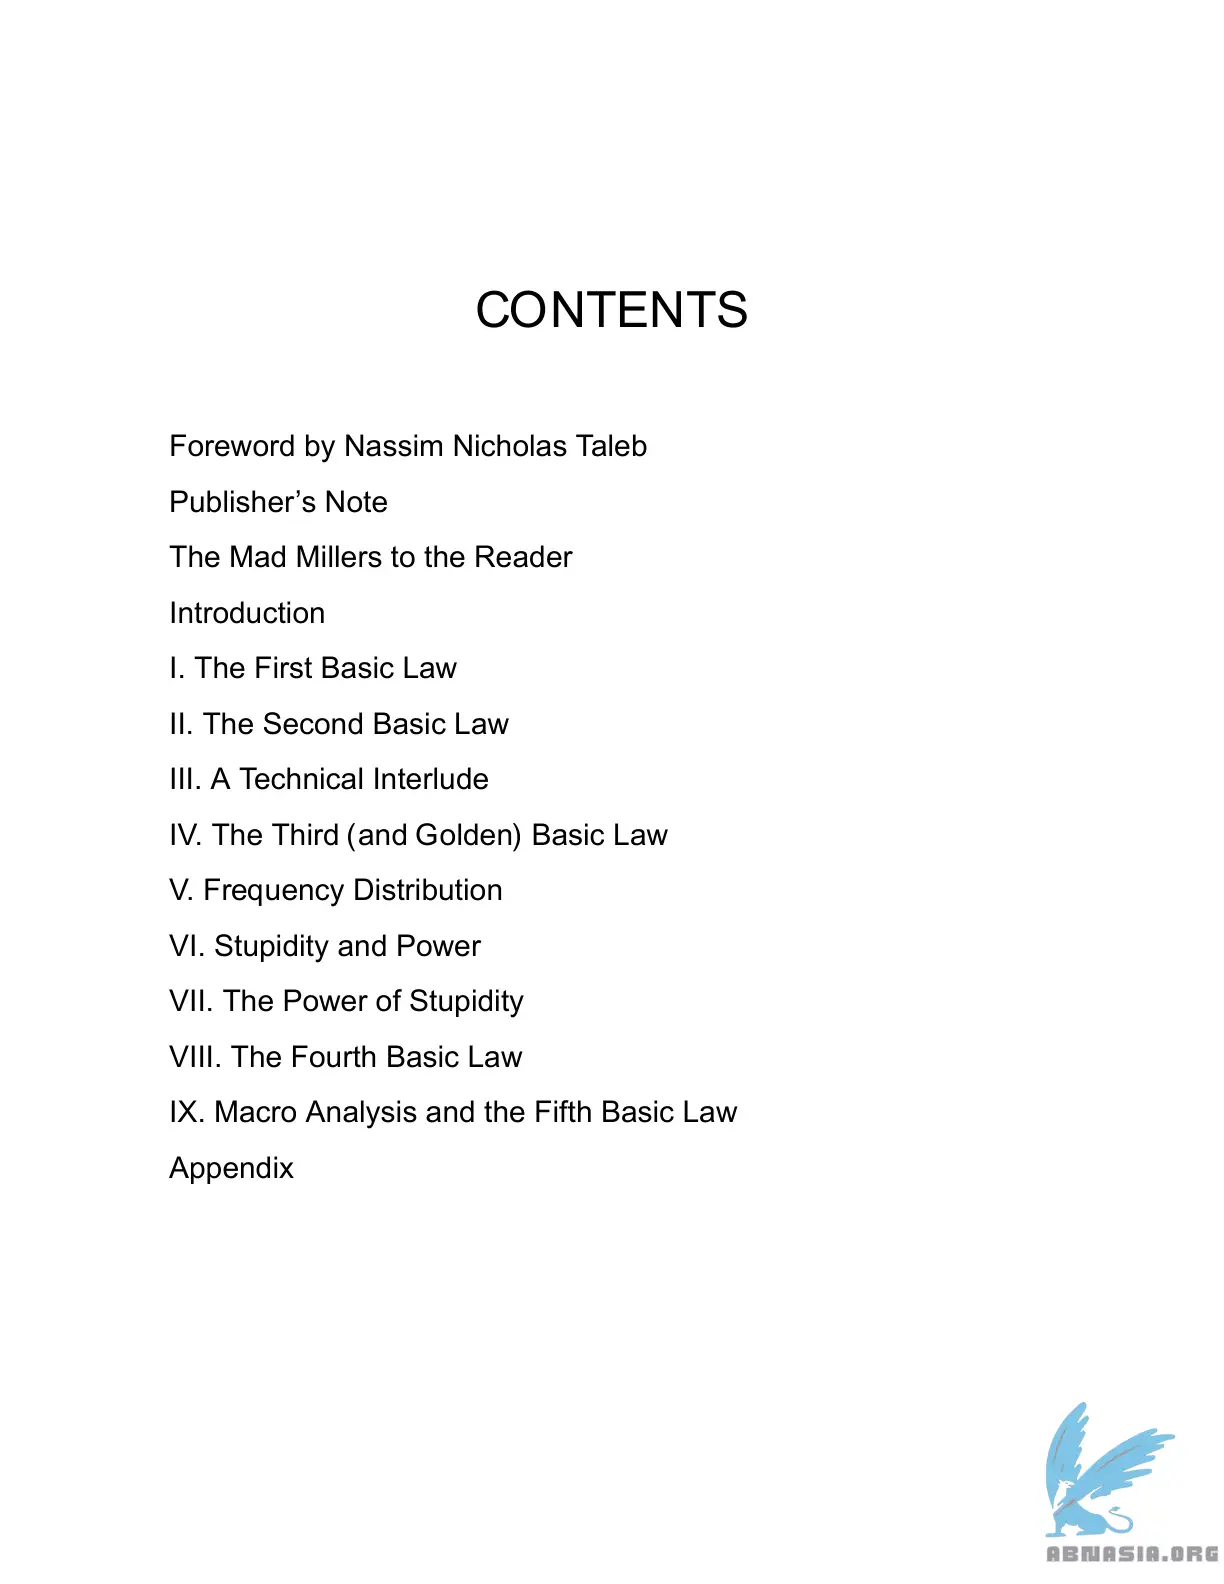 CONTENTS
Foreword by Nassim Nicholas Taleb
Publisher’s Note
The Mad Millers to the Reader
Introduction
I. The First Basic Law
II. The Second Basic Law
III. A Technical Interlude
IV. The Third (and Golden) Basic Law
V. Frequency Distribution
VI. Stupidity and Power
VII. The Power of Stupidity
VIII. The Fourth Basic Law
IX. Macro Analysis and the Fifth Basic Law
Appendix
ABNASIA.ORG